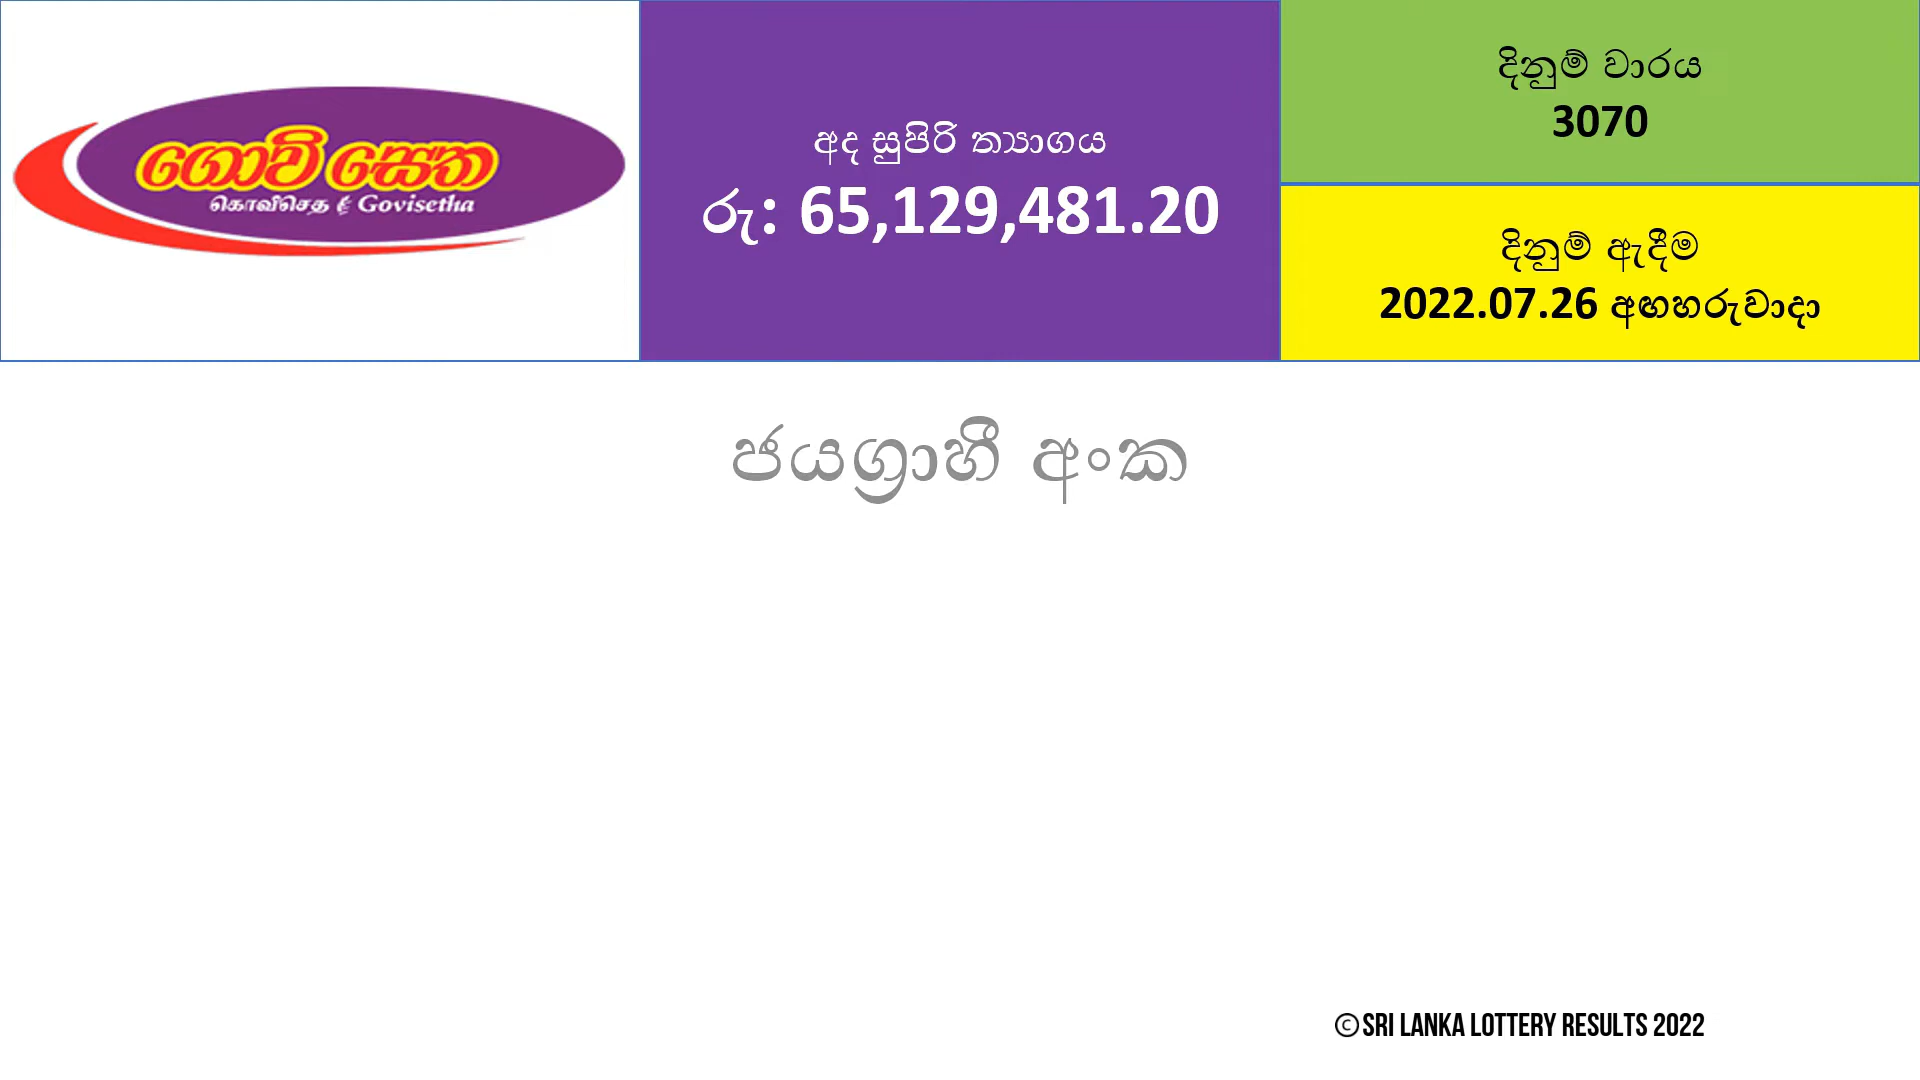 ගොවි සෙත
கொவிசெத
Govisetha
අද සුපිරි ත්‍යාගය
රු: 65,129,481.20
දිනුම් වාරය
3070
දිනුම් ඇදීම
2022.07.26 අඟහරුවාදා
ජයග්‍රාහී අංක
©SRI LANKA LOTTERY RESULTS 2022